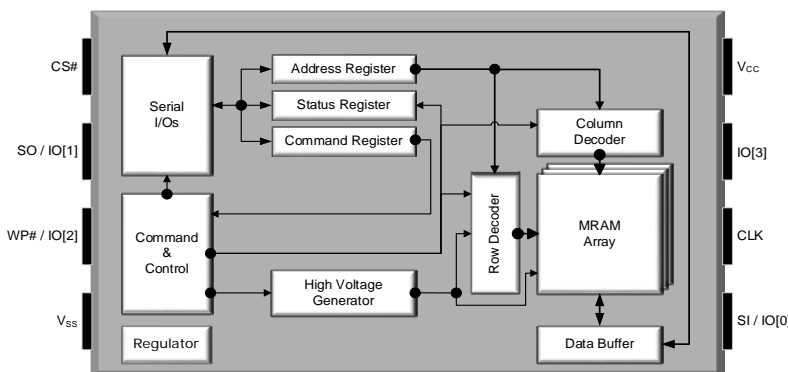 CS#
SO / IO[1]
WP# / IO[2]
VSS
Serial
I/Os
Address Register
Status Register
Command Register
Command
&
Control
High Voltage
Generator
Regulator
Row Decoder
Column
Decoder
MRAM
Array
Data Buffer
VCC
IO[3]
CLK
SI / IO[0]